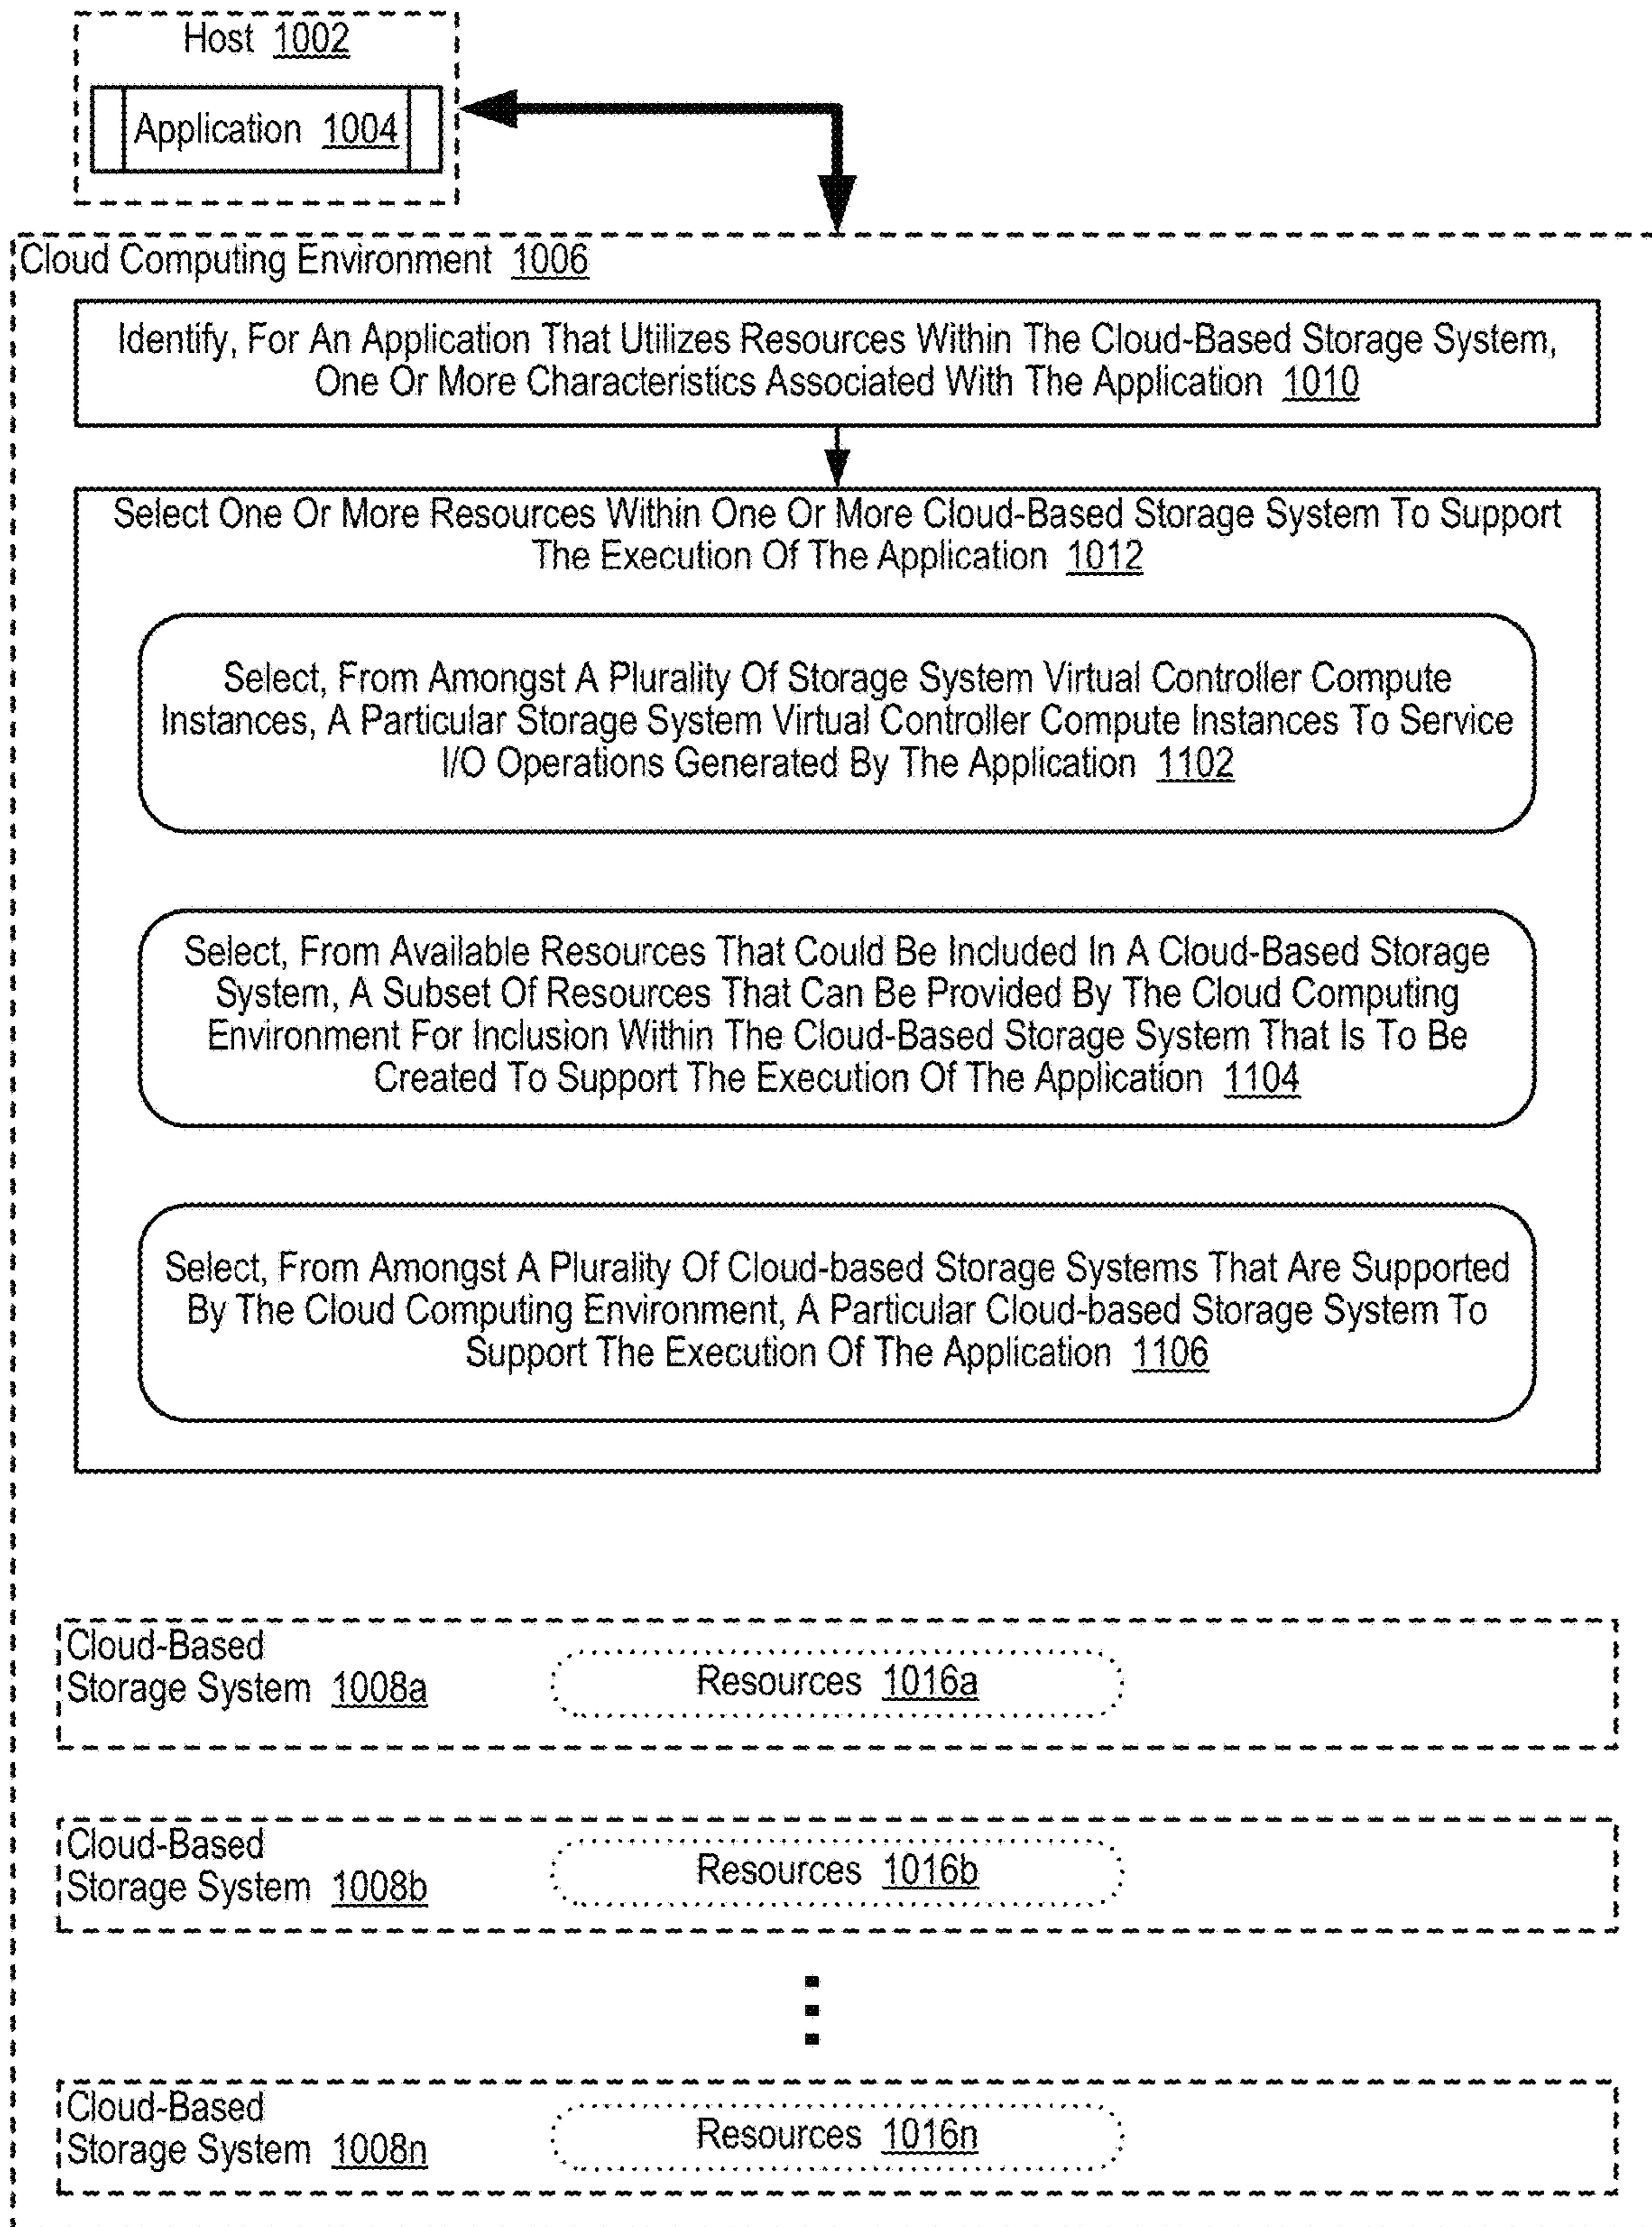 Host 1002
Application 1004
Cloud Computing Environment 1006
Identify, For An Application That Utilizes Resources Within The Cloud-Based Storage System,
One Or More Characteristics Associated With The Application 1010
Select One Or More Resources Within One Or More Cloud-Based Storage System To Support
The Execution Of The Application 1012
Select, From Amongst A Plurality Of Storage System Virtual Controller Compute
Instances, A Particular Storage System Virtual Controller Compute Instances To Service
I/O Operations Generated By The Application 1102
Select, From Available Resources That Could Be Included In A Cloud-Based Storage
System, A Subset Of Resources That Can Be Provided By The Cloud Computing
Environment For Inclusion Within The Cloud-Based Storage System That Is To Be
Created To Support The Execution Of The Application 1104
Select, From Amongst A Plurality Of Cloud-based Storage Systems That Are Supported
By The Cloud Computing Environment, A Particular Cloud-based Storage System To
Support The Execution Of The Application 1106
Cloud-Based
Storage System 1008a
Resources 1016a
Cloud-Based
Storage System 1008b
Resources 1016b
Cloud-Based
Storage System 1008n
Resources 1016n